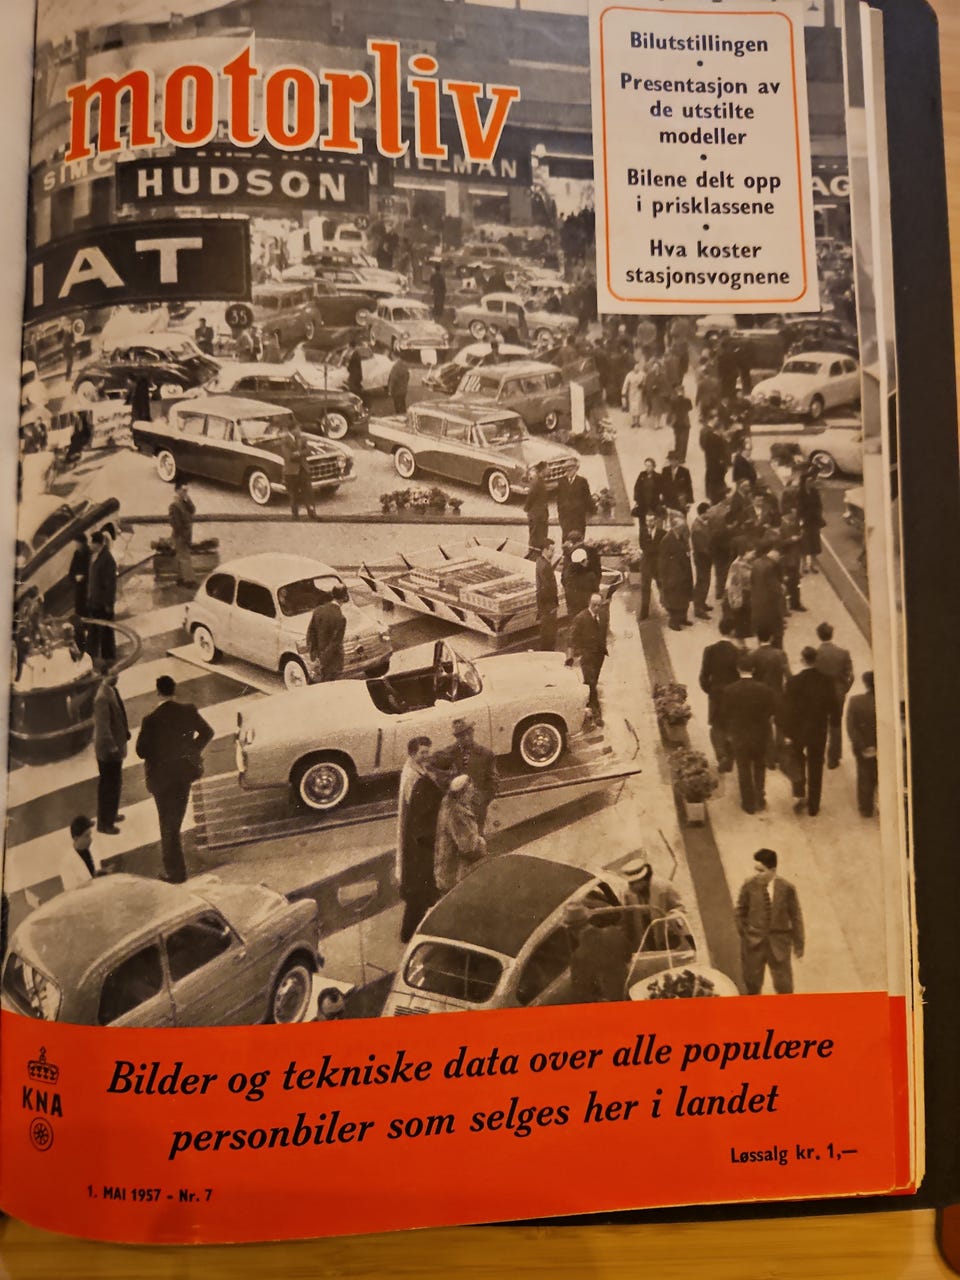 motorliv
Bilutstillingen
•
Presentasjon av
de utstilte
modeller
•
Bilene delt opp
i prisklassene
•
Hva koster
stasjonsvognene
HUDSON
IAT
55
Bilder og tekniske data over alle populære
personbiler som selges her i landet
KNA
Løssalg kr. 1,—
1. MAI 1957 - Nr. 7